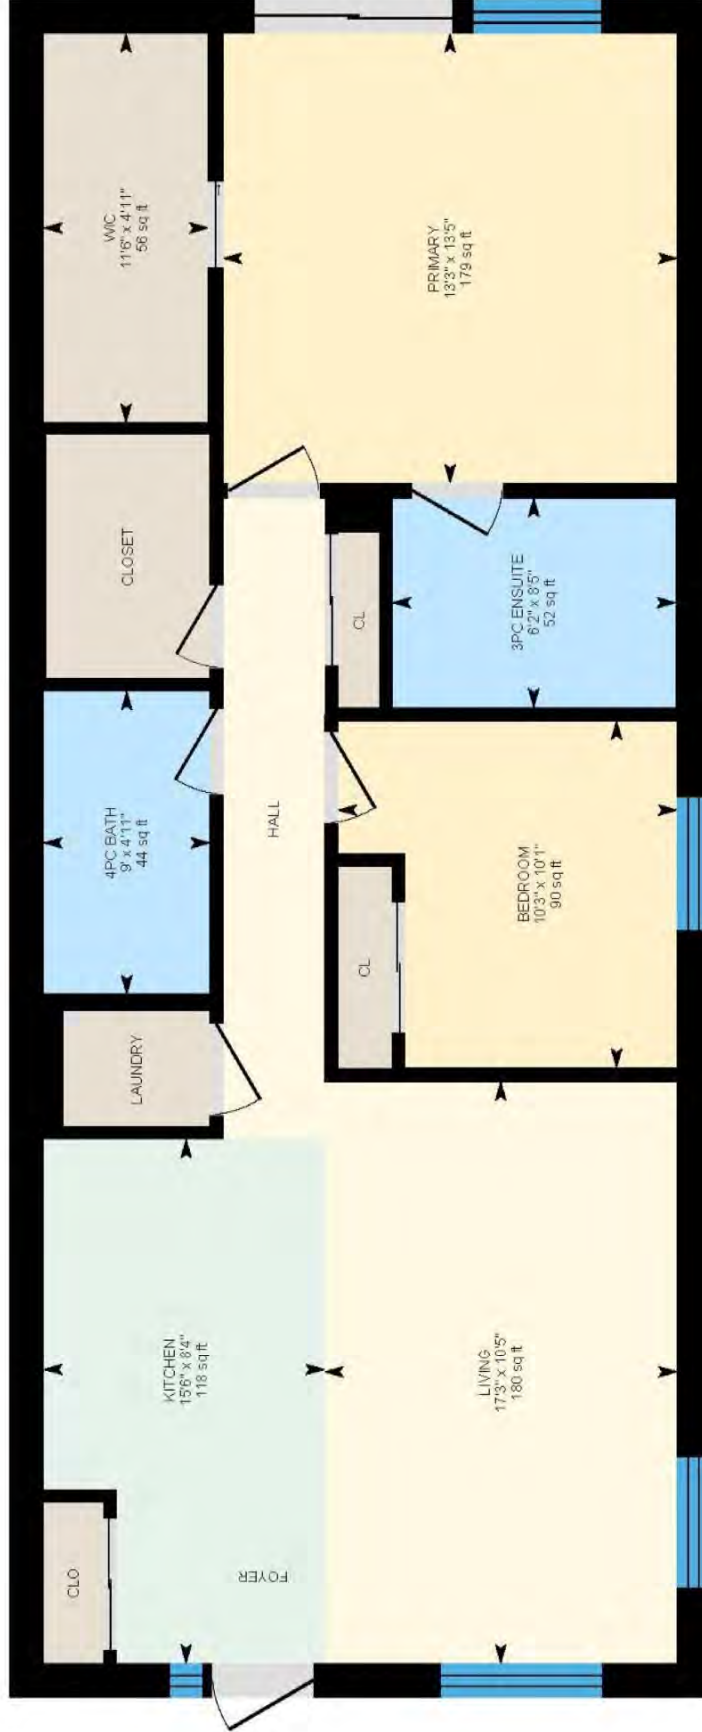 WIC
11'6" x 4'11"
56 sq ft
PRIMARY
13'3" x 13'5"
179 sq ft
CLOSET
CL
3PC ENSUITE
6'2" x 8'5"
52 sq ft
4PC BATH
9' x 4'11"
44 sq ft
HALL
BEDROOM
10'3" x 10'1"
90 sq ft
CL
LAUNDRY
KITCHEN
15'6" x 8'4"
118 sq ft
LIVING
17'3" x 10'5"
180 sq ft
CLO
FOYER